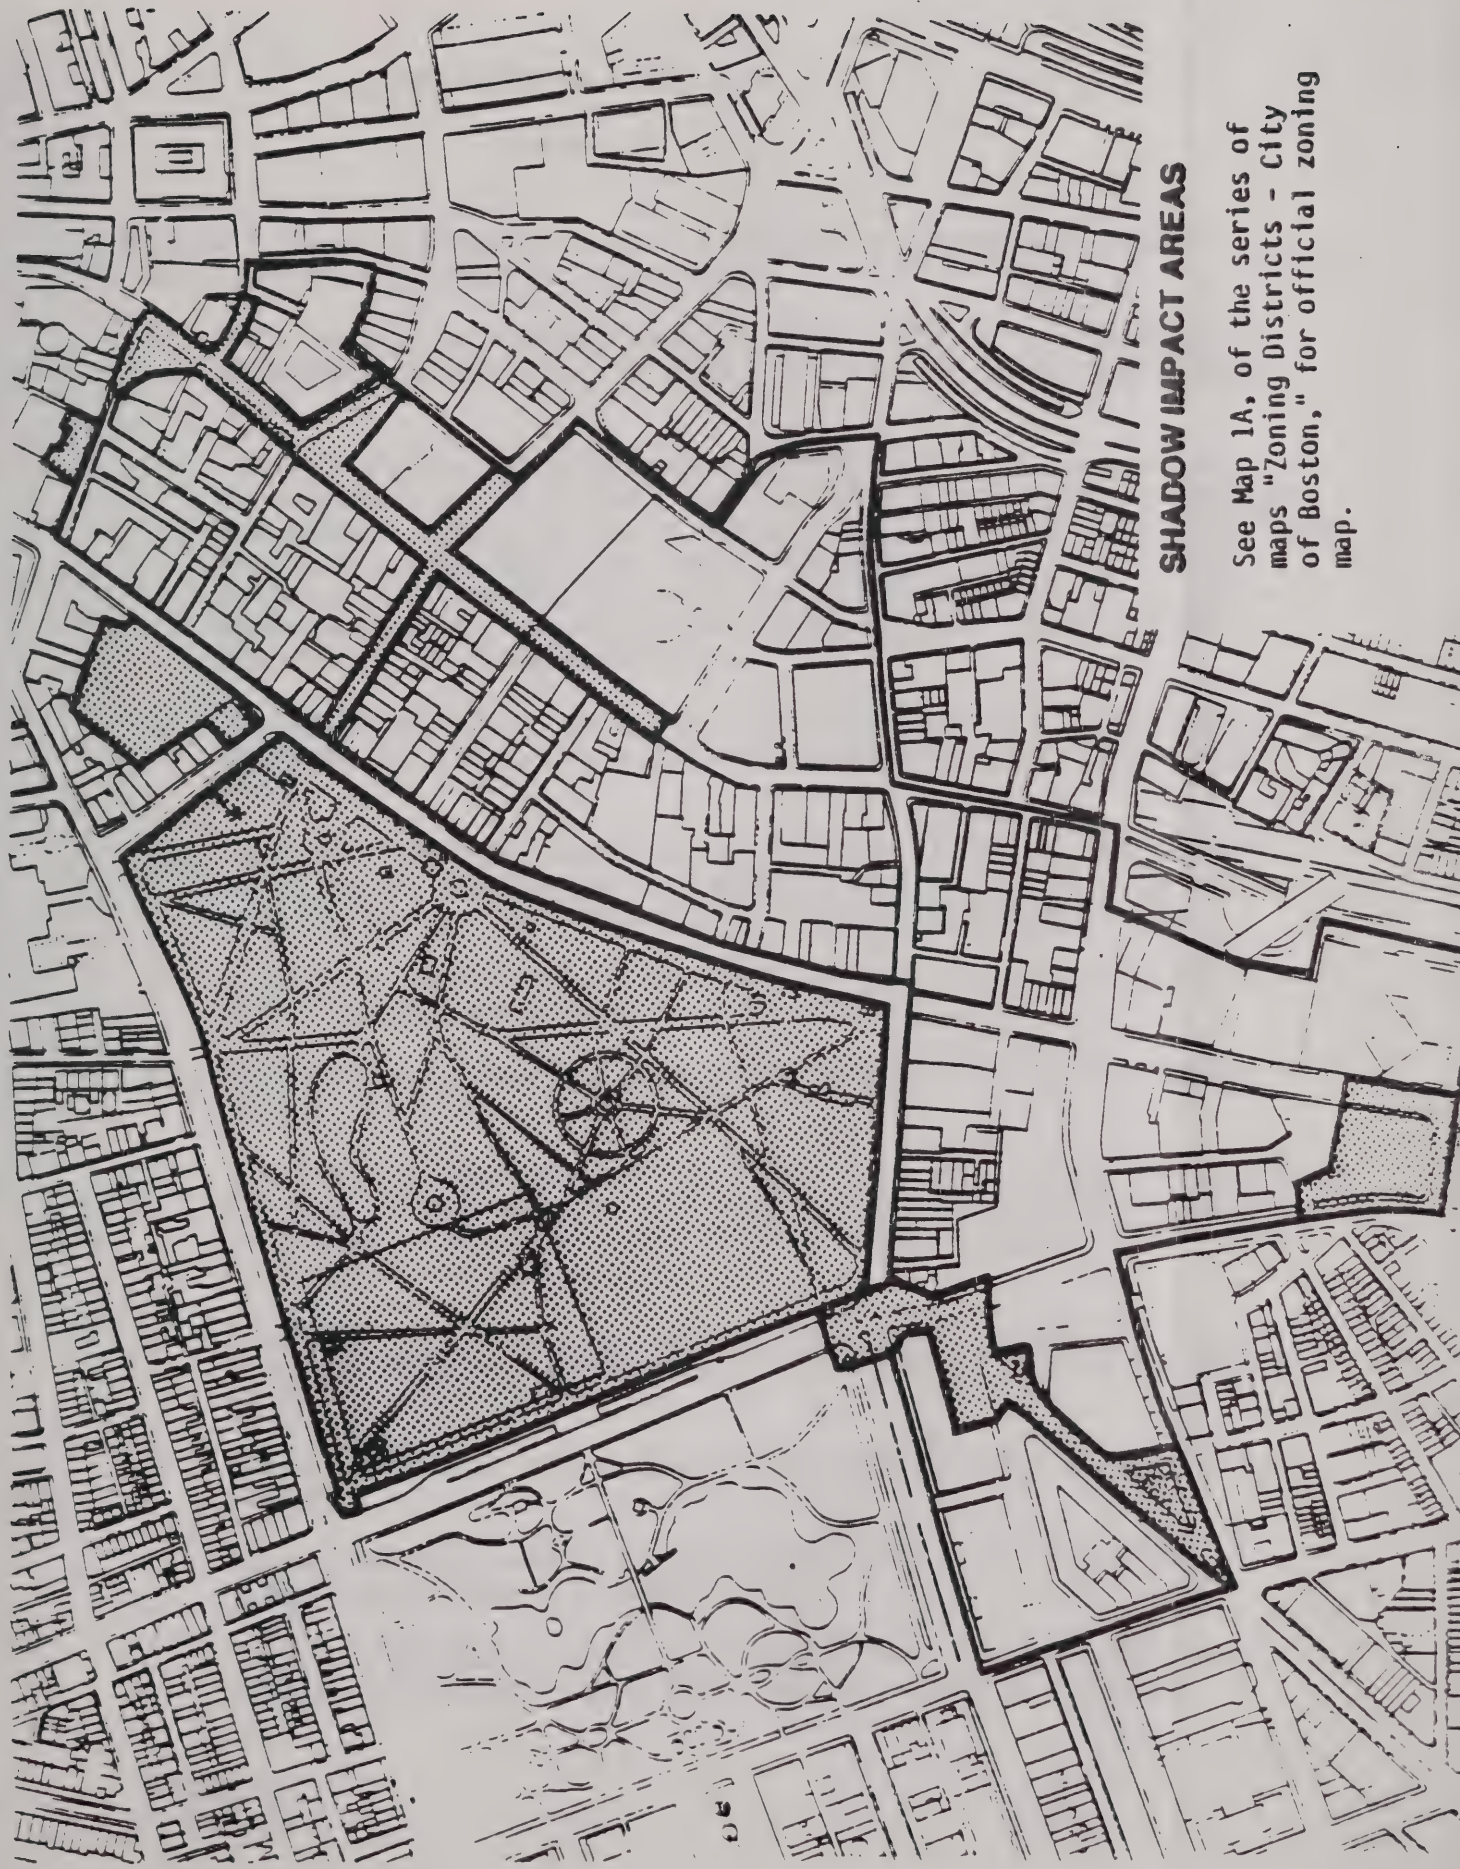 SHADOW IMPACT AREAS
See Map 1A, of the series of
maps "Zoning Districts - City
of Boston," for official zoning
map.